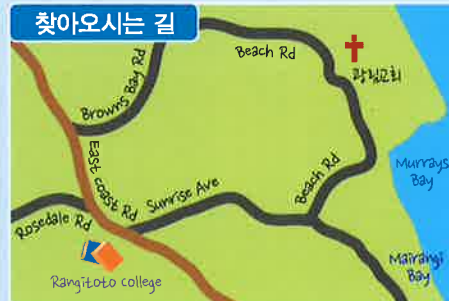 찾아오시는 길
Beach Rd
광림교회
Browns Bay Rd
East coast Rd
Sunrise Ave
Beach Rd
Murrays
Bay
Rosedale Rd
Mairangi
Bay
Rangitoto college